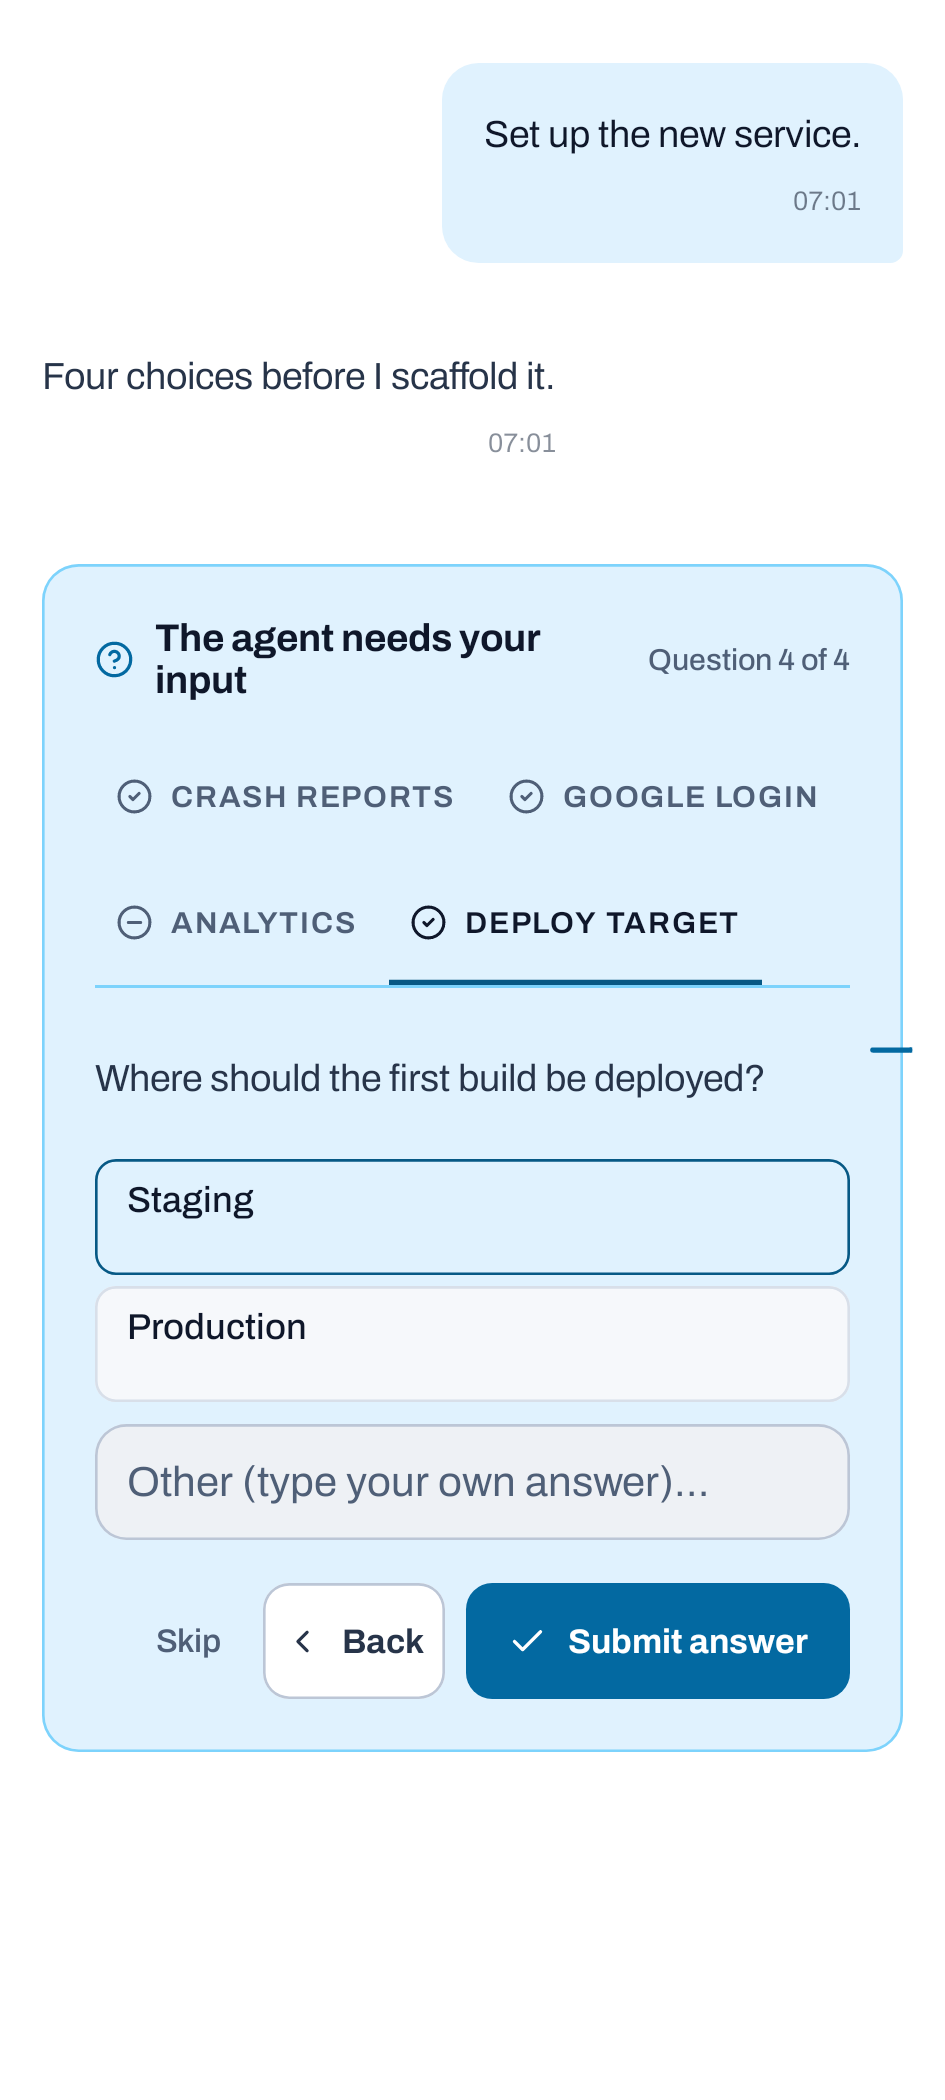 Set up the new service.
07:01
Four choices before I scaffold it.
07:01
The agent needs your
input
Question 4 of 4
CRASH REPORTS
GOOGLE LOGIN
ANALYTICS
DEPLOY TARGET
Where should the first build be deployed?
Staging
Production
Other (type your own answer)...
Skip
Back
Submit answer